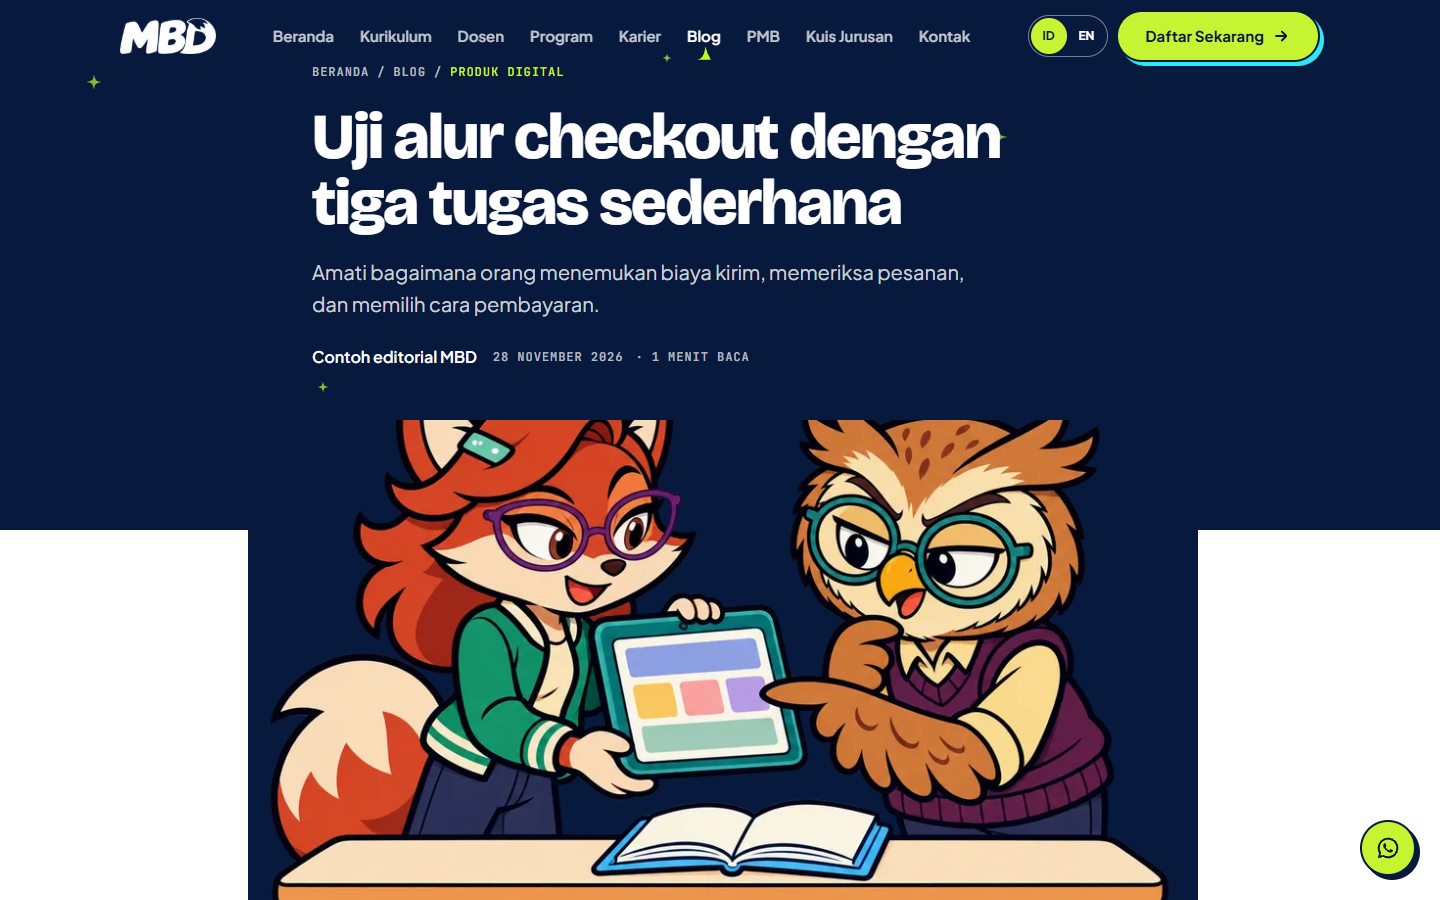 MBD
Beranda Kurikulum Dosen Program Karier Blog PMB Kuis Jurusan Kontak
ID EN
Daftar Sekarang →
BERANDA / BLOG / PRODUK DIGITAL
Uji alur checkout dengan
tiga tugas sederhana
Amati bagaimana orang menemukan biaya kirim, memeriksa pesanan,
dan memilih cara pembayaran.
Contoh editorial MBD 28 NOVEMBER 2026 · 1 MENIT BACA